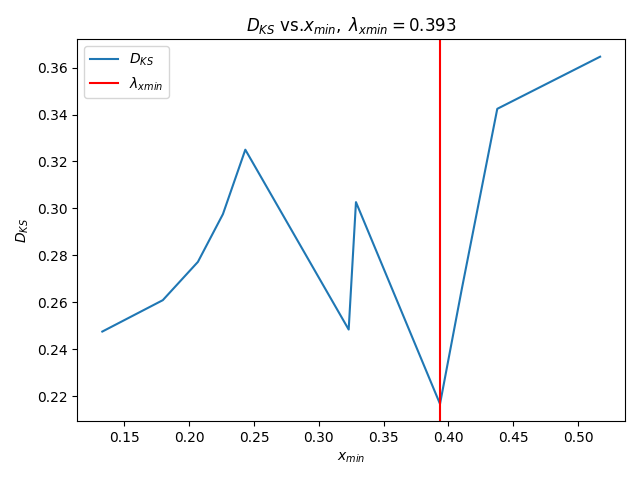 D_KS vs.x_min, λ_xmin = 0.393
D_KS
λ_xmin
0.36
0.34
0.32
0.30
0.28
0.26
0.24
0.22
D_KS
0.15 0.20 0.25 0.30 0.35 0.40 0.45 0.50
x_min